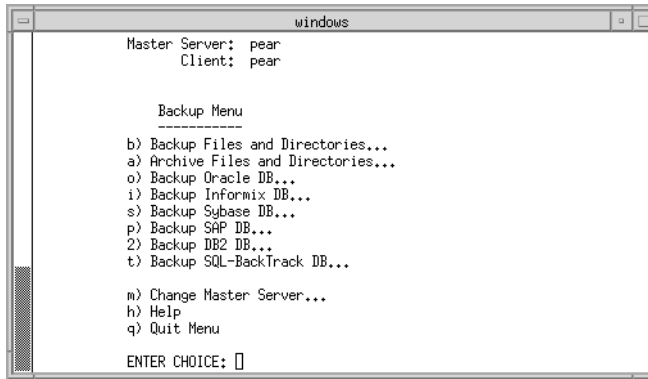 windows
Master Server: pear
Client: pear
Backup Menu
-----------
b) Backup Files and Directories...
a) Archive Files and Directories...
o) Backup Oracle DB...
i) Backup Informix DB...
s) Backup Sybase DB...
p) Backup SAP DB...
2) Backup DB2 DB...
t) Backup SQL-BackTrack DB...
m) Change Master Server...
h) Help
q) Quit Menu
ENTER CHOICE: